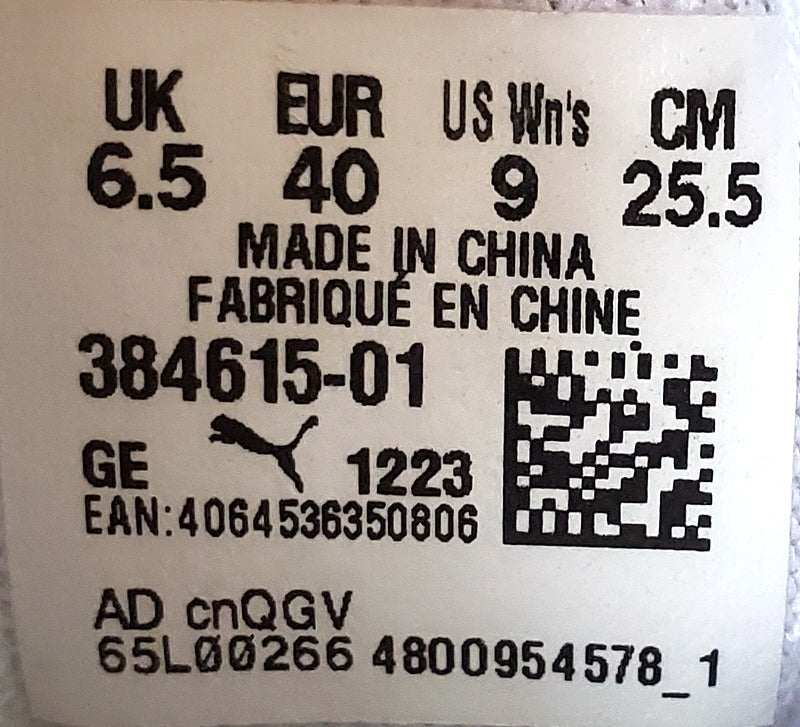 UK EUR US Wn's CM
6.5 40 9 25.5
MADE IN CHINA
FABRIQUÉ EN CHINE
384615-01
GE 1223
EAN:4064536350806
AD cnQGV
65L00266 4800954578_1